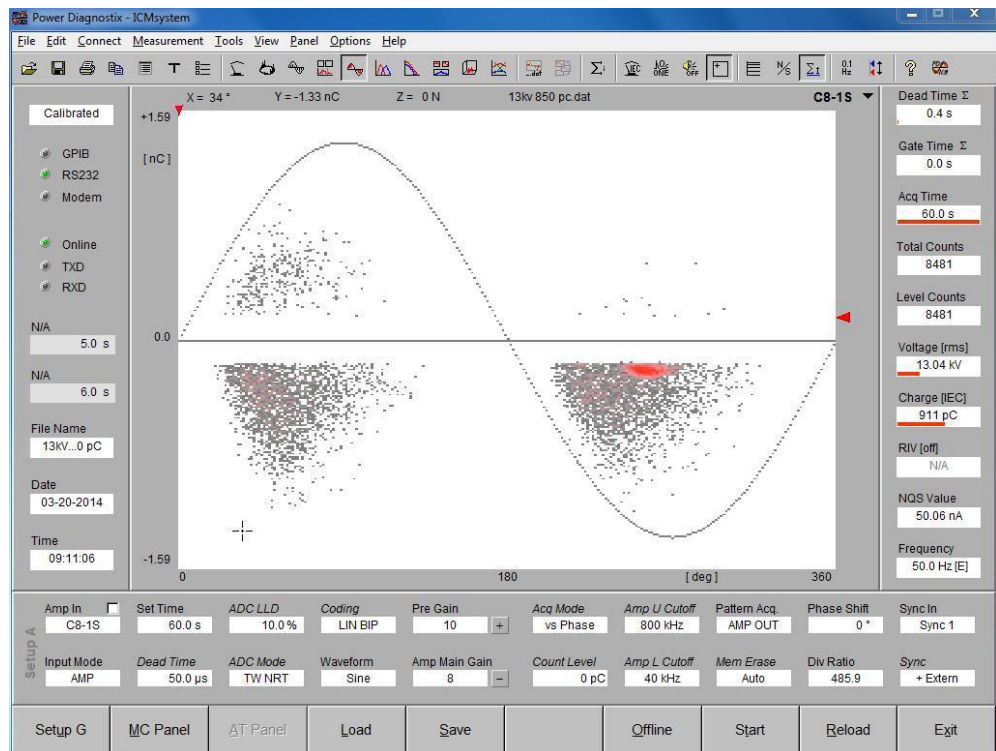 Power Diagnostix - ICMsystem
File Edit Connect Measurement Tools View Panel Options Help
X = 34 ° Y = -1.33 nC Z = 0 N 13kv 850 pc.dat C8-1S
Calibrated
GPIB
RS232
Modem
Online
TXD
RXD
N/A
5.0 s
N/A
6.0 s
File Name
13kV...0 pC
Date
03-20-2014
Time
09:11:06
+1.59
[nC]
0.0
-1.59
0 180 [deg] 360
Dead Time Σ
0.4 s
Gate Time Σ
0.0 s
Acq Time
60.0 s
Total Counts
8481
Level Counts
8481
Voltage [rms]
13.04 kV
Charge [IEC]
911 pC
RIV [off]
N/A
NQS Value
50.06 nA
Frequency
50.0 Hz [E]
Setup A
Amp In Set Time ADC LLD Coding Pre Gain Acq Mode Amp U Cutoff Pattern Acq. Phase Shift Sync In
C8-1S 60.0 s 10.0 % LIN BIP 10 + vs Phase 800 kHz AMP OUT 0 ° Sync 1
Input Mode Dead Time ADC Mode Waveform Amp Main Gain Count Level Amp L Cutoff Mem Erase Div Ratio Sync
AMP 50.0 µs TW NRT Sine 8 − 0 pC 40 kHz Auto 485.9 + Extern
Setup G MC Panel AT Panel Load Save Offline Start Reload Exit